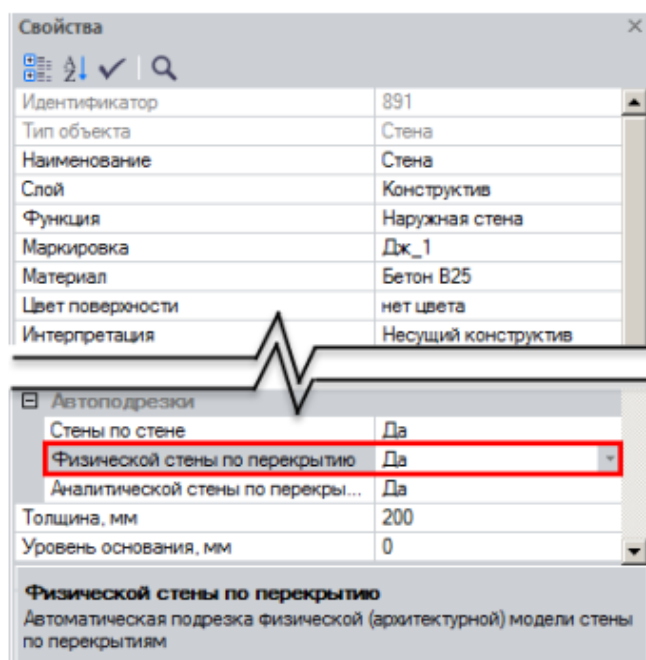 Свойства
Идентификатор 891
Тип объекта Стена
Наименование Стена
Слой Конструктив
Функция Наружная стена
Маркировка Дж_1
Материал Бетон B25
Цвет поверхности нет цвета
Интерпретация Несущий конструктив
Автоподрезки
Стены по стене Да
Физической стены по перекрытию Да
Аналитической стены по перекры... Да
Толщина, мм 200
Уровень основания, мм 0
Физической стены по перекрытию
Автоматическая подрезка физической (архитектурной) модели стены
по перекрытиям